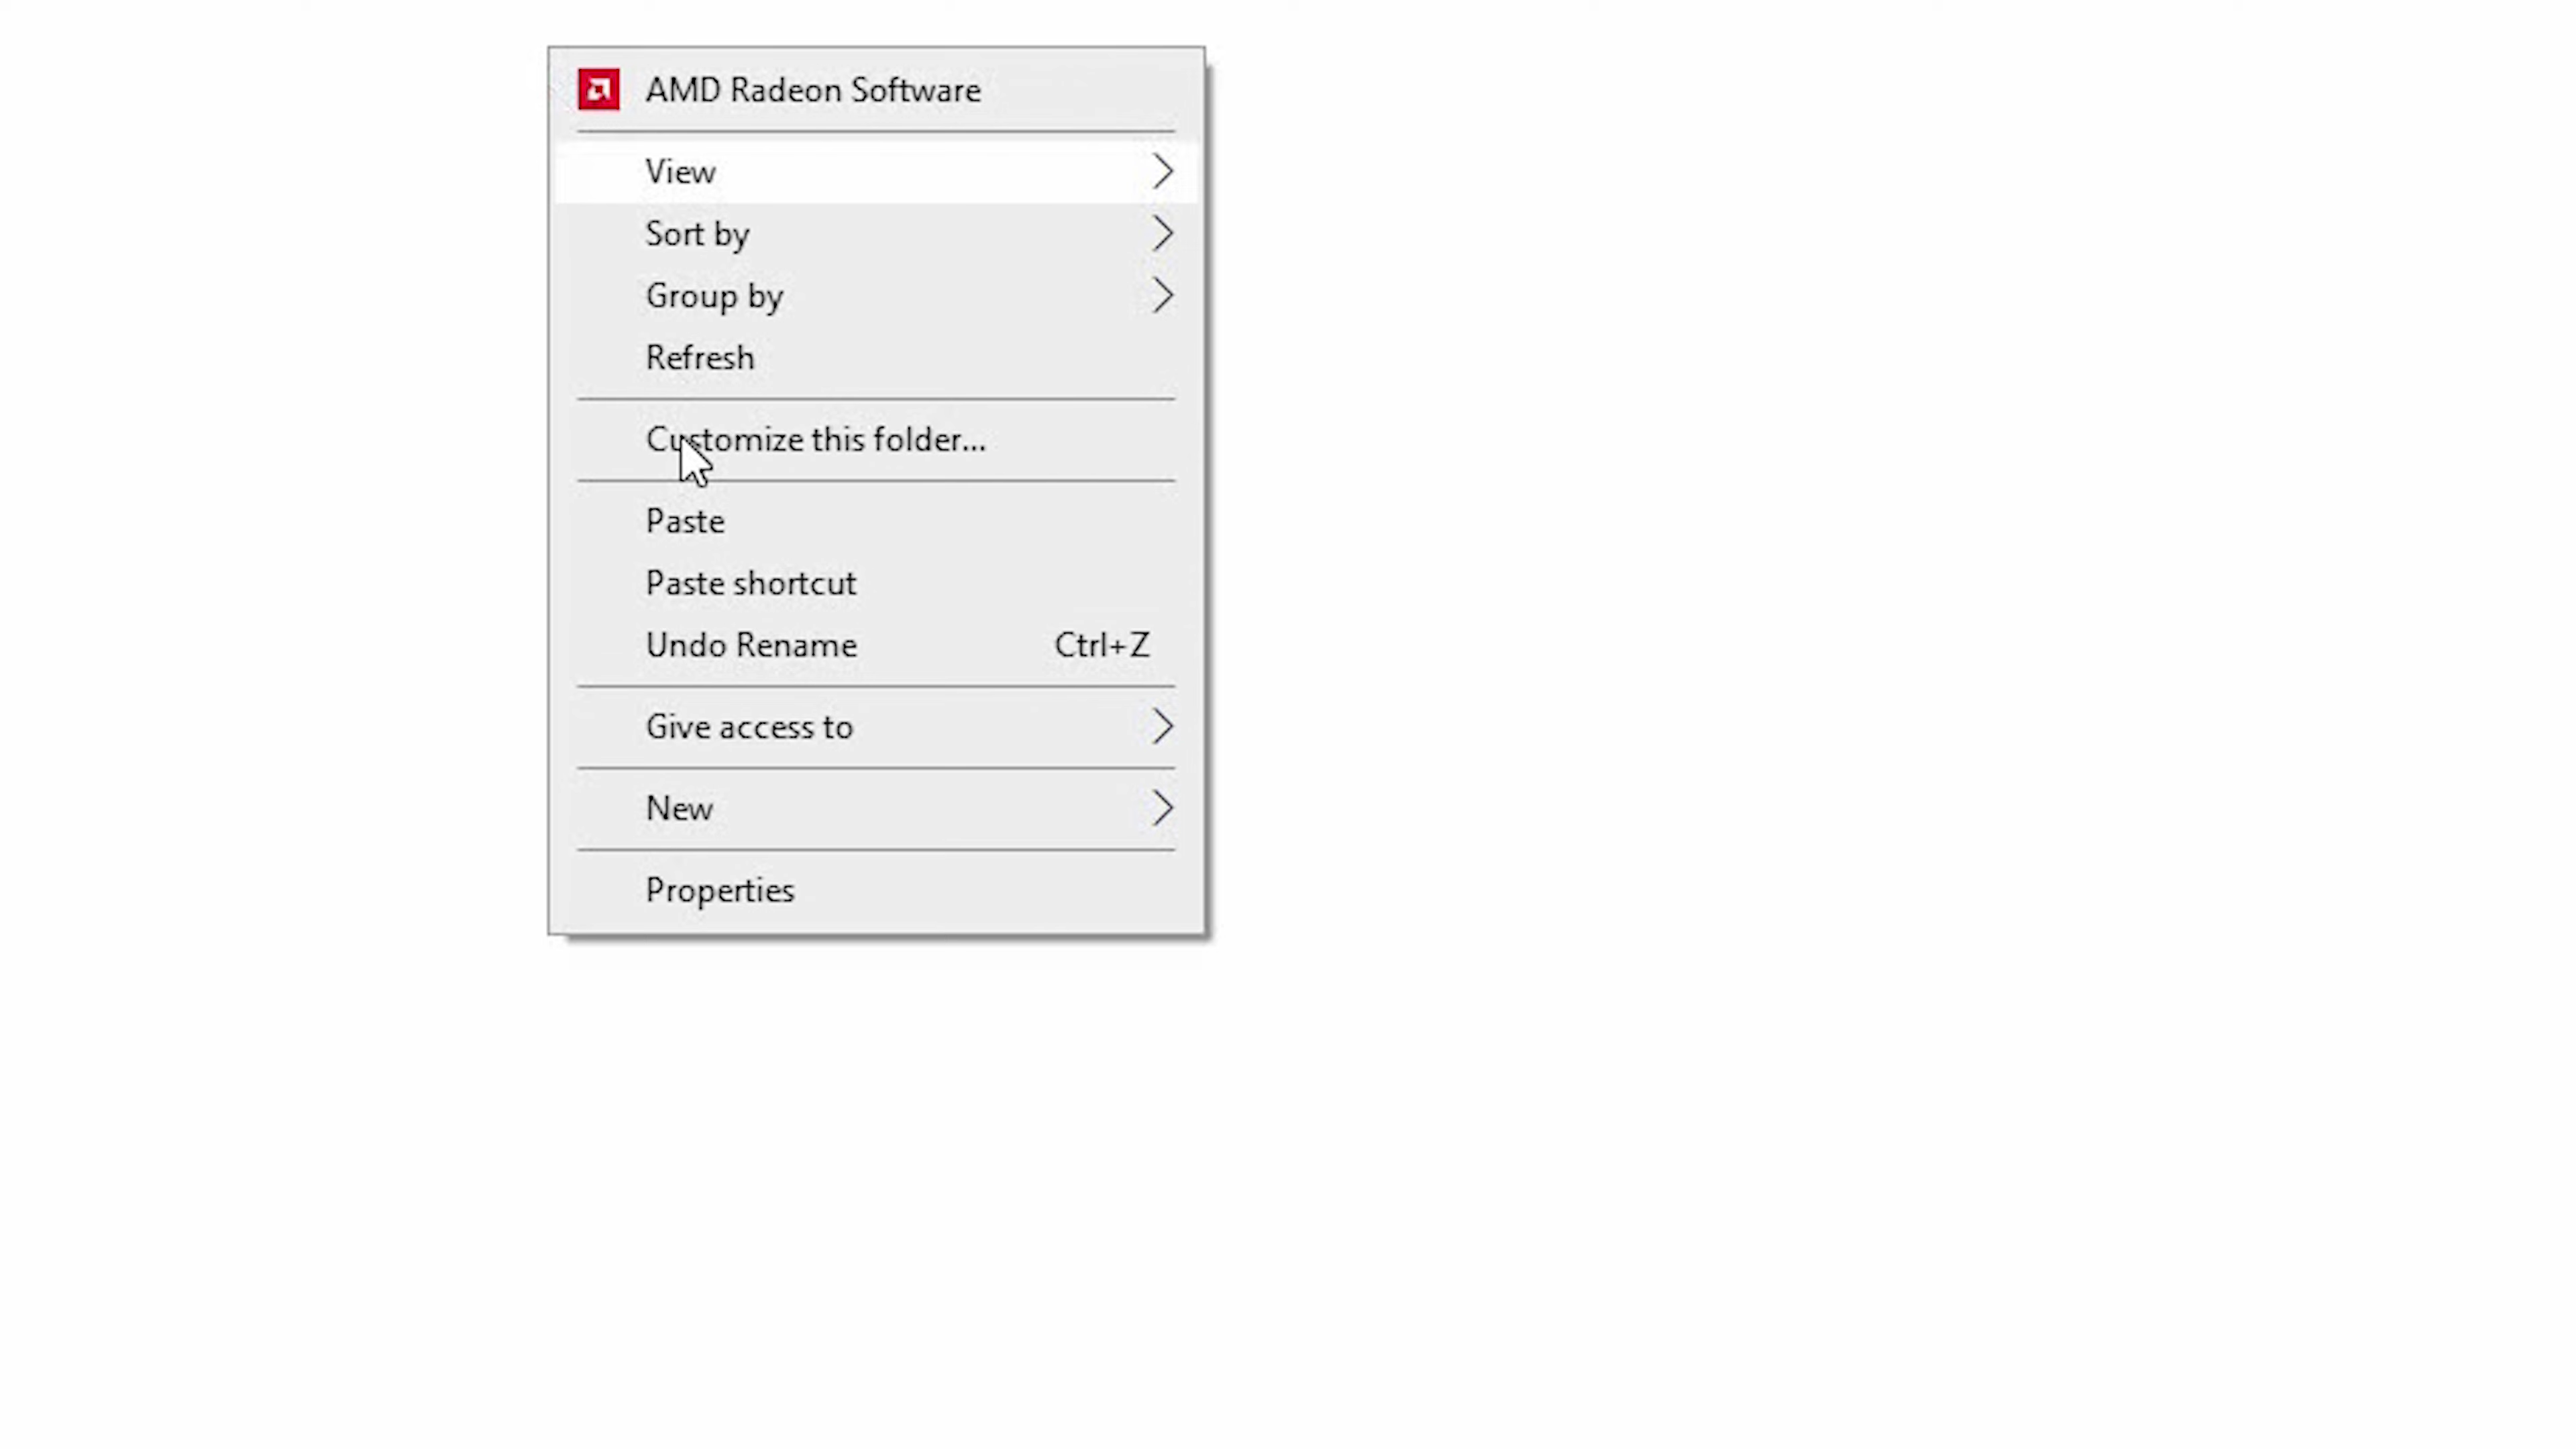 AMD Radeon Software
View
Sort by
Group by
Refresh
Customize this folder...
Paste
Paste shortcut
Undo Rename Ctrl+Z
Give access to
New
Properties